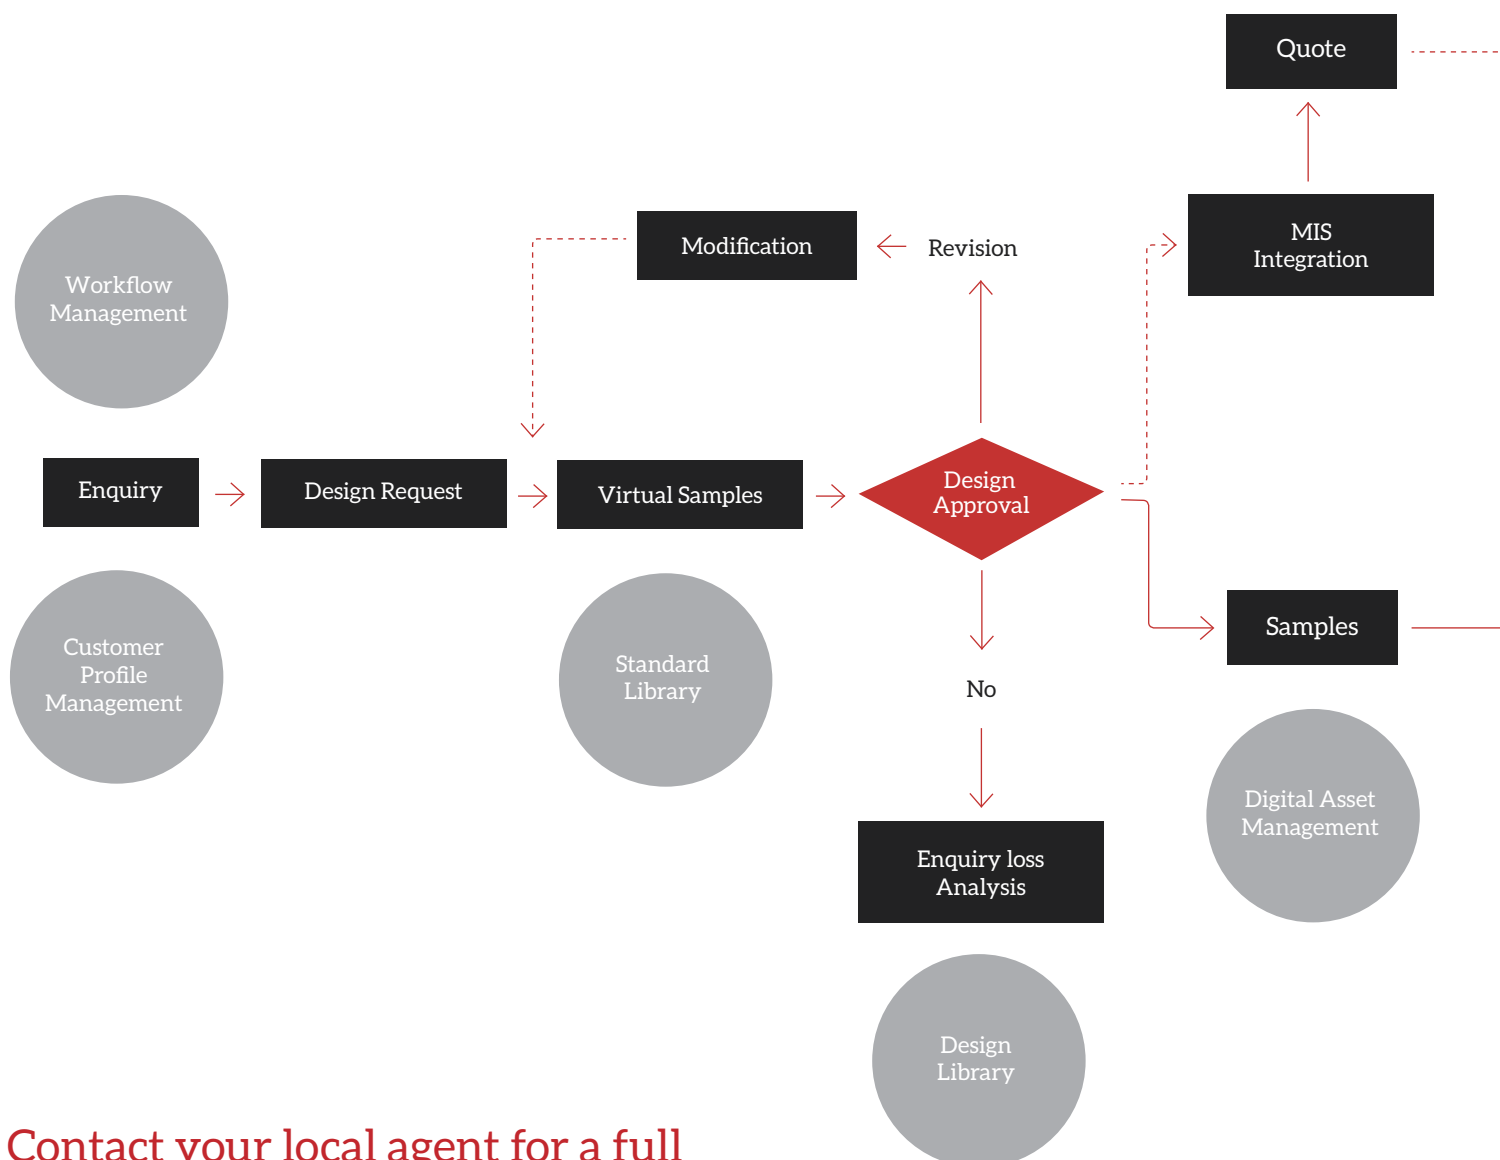 Quote
MIS
Integration
Modification
Revision
Workflow
Management
Enquiry
Design Request
Virtual Samples
Design
Approval
Samples
Customer
Profile
Management
Standard
Library
No
Digital Asset
Management
Enquiry loss
Analysis
Design
Library
Contact your local agent for a full